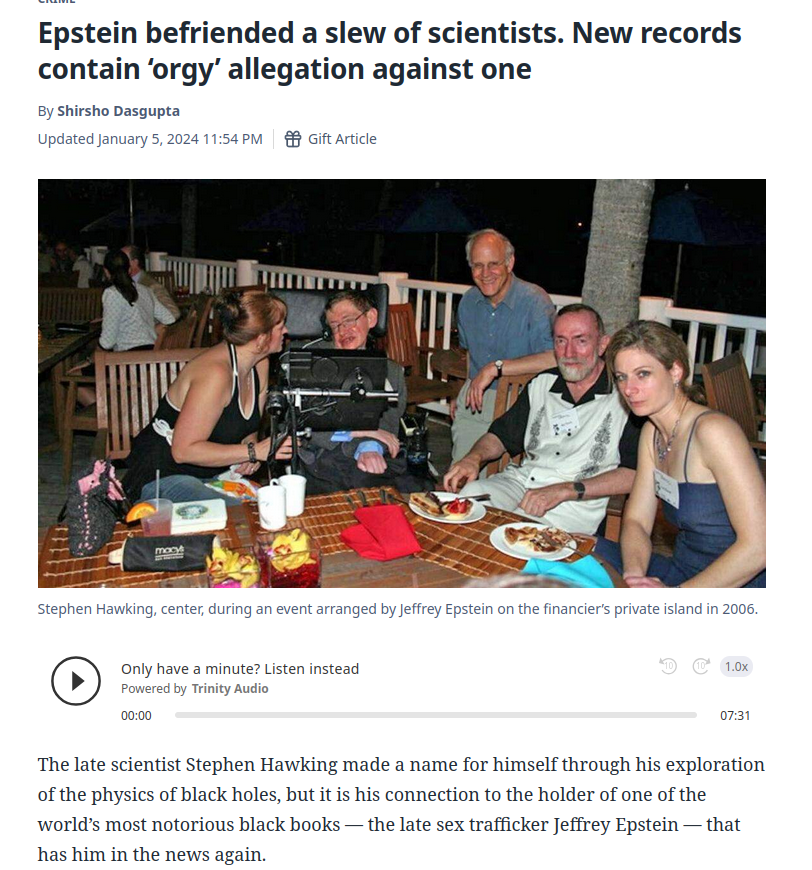 CRIME
Epstein befriended a slew of scientists. New records
contain ‘orgy’ allegation against one
By Shirsho Dasgupta
Updated January 5, 2024 11:54 PM
Gift Article
macy's
Stephen Hawking, center, during an event arranged by Jeffrey Epstein on the financier’s private island in 2006.
Only have a minute? Listen instead
Powered by Trinity Audio
10
10
1.0x
00:00
07:31
The late scientist Stephen Hawking made a name for himself through his exploration
of the physics of black holes, but it is his connection to the holder of one of the
world’s most notorious black books — the late sex trafficker Jeffrey Epstein — that
has him in the news again.